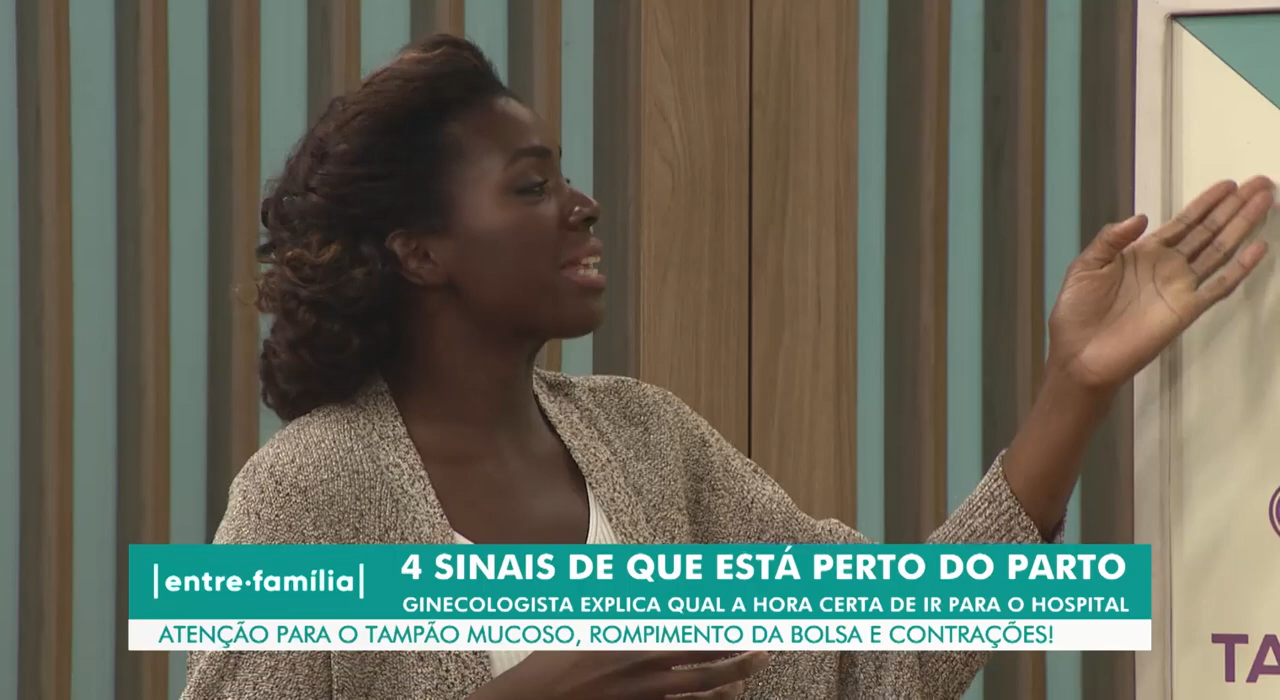 4 SINAIS DE QUE ESTÁ PERTO DO PARTO
|entre·família|
GINECOLOGISTA EXPLICA QUAL A HORA CERTA DE IR PARA O HOSPITAL
ATENÇÃO PARA O TAMPÃO MUCOSO, ROMPIMENTO DA BOLSA E CONTRAÇÕES!